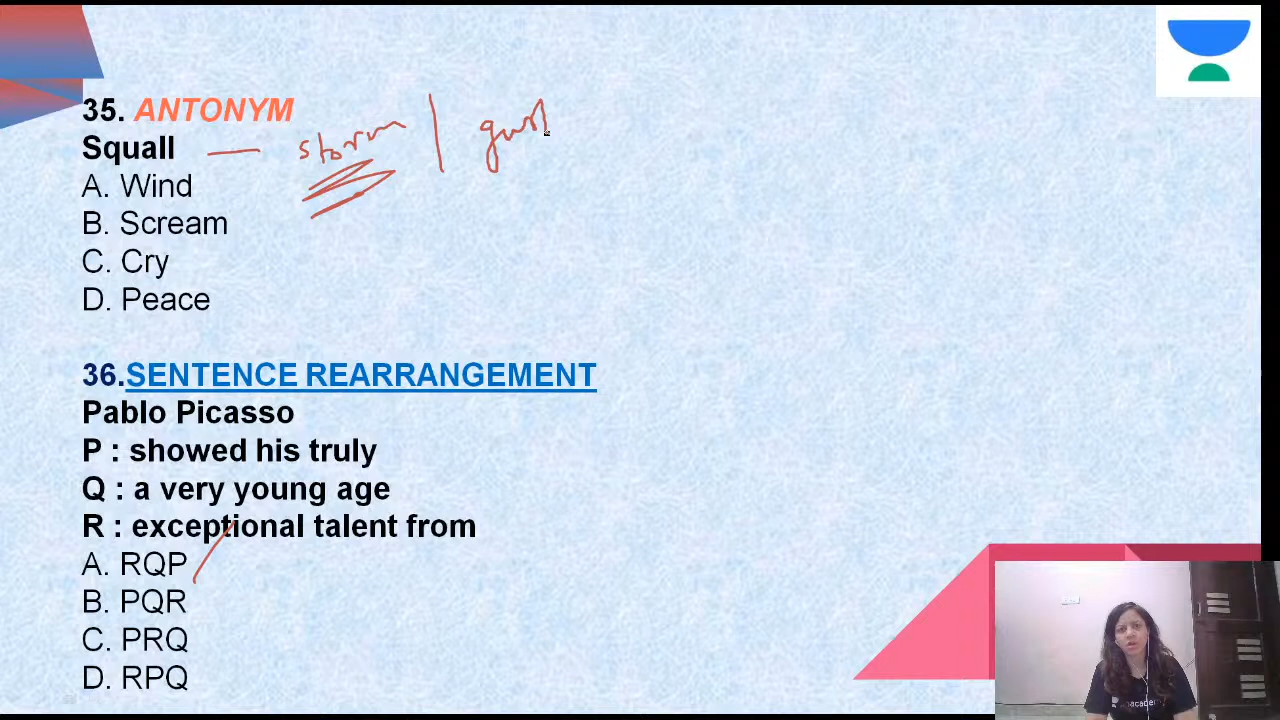 35. ANTONYM
Squall — storm |
A. Wind
B. Scream
C. Cry
D. Peace
36.SENTENCE REARRANGEMENT
Pablo Picasso
P : showed his truly
Q : a very young age
R : exceptional talent from
A. RQP
B. PQR
C. PRQ
D. RPQ